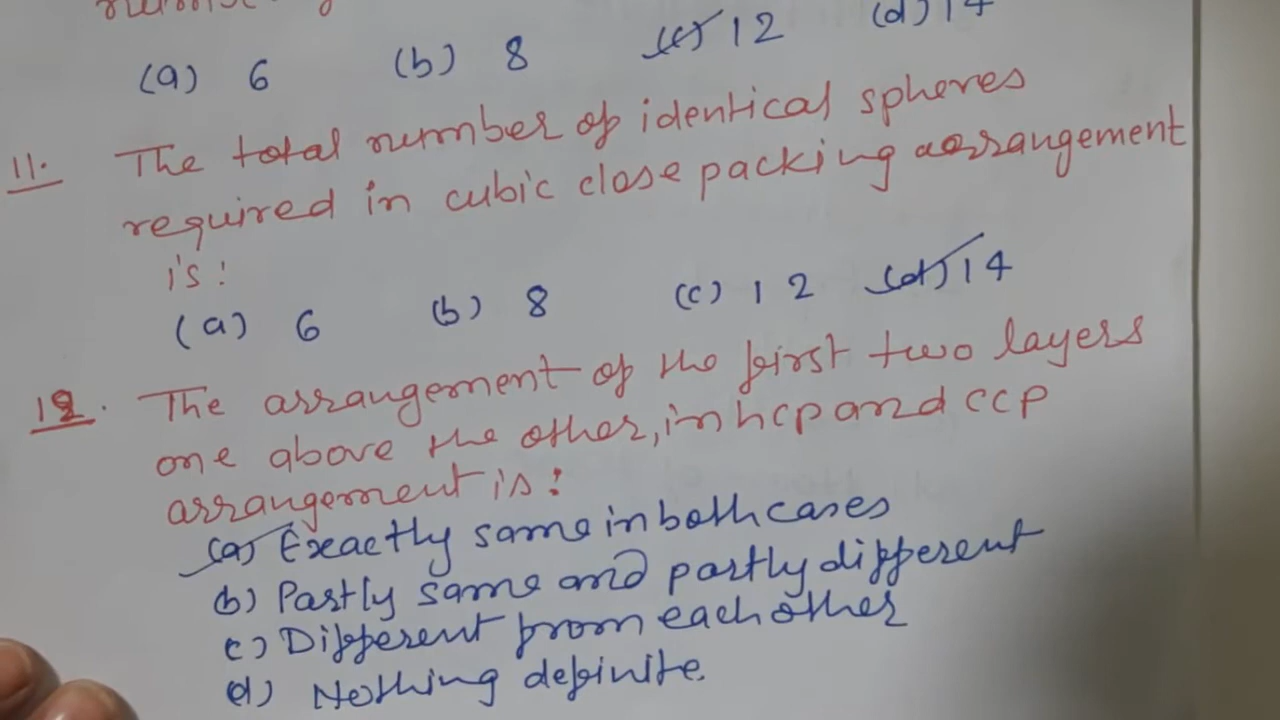 (a) 6 (b) 8 (c) 12 (d) 14
11. The total number of identical spheres
required in cubic close packing arrangement
is:
(a) 6 (b) 8 (c) 12 (d) 14
12. The arrangement of the first two layers
one above the other, in hcp and ccp
arrangement is:
(a) Exactly same in both cases
(b) Partly same and partly different
(c) Different from each other
(d) Nothing definite.